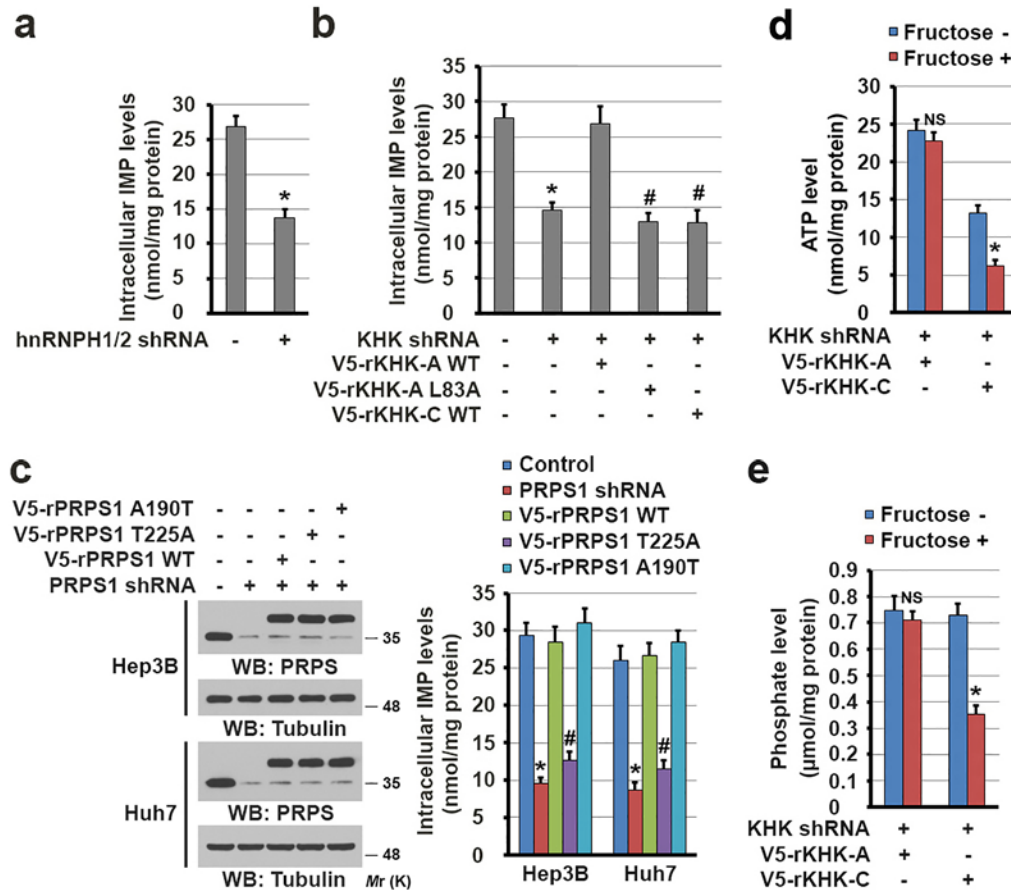 a
Intracellular IMP levels
(nmol/mg protein)
30
25
20
15
10
5
0
*
hnRNPH1/2 shRNA - +
b
Intracellular IMP levels
(nmol/mg protein)
35
30
25
20
15
10
5
0
* # #
KHK shRNA - + + + +
V5-rKHK-A WT - - + - -
V5-rKHK-A L83A - - - + -
V5-rKHK-C WT - - - - +
d
Fructose -
Fructose +
ATP level
(nmol/mg protein)
30
25
20
15
10
5
0
NS
*
KHK shRNA + +
V5-rKHK-A + -
V5-rKHK-C - +
c
V5-rPRPS1 A190T - - - - +
V5-rPRPS1 T225A - - - + -
V5-rPRPS1 WT - - + - -
PRPS1 shRNA - + + + +
Hep3B
35
WB: PRPS
48
WB: Tubulin
Huh7
35
WB: PRPS
48
WB: Tubulin
Mr (K)
Control
PRPS1 shRNA
V5-rPRPS1 WT
V5-rPRPS1 T225A
V5-rPRPS1 A190T
Intracellular IMP levels
(nmol/mg protein)
35
30
25
20
15
10
5
0
* # * #
Hep3B Huh7
e
Fructose -
Fructose +
Phosphate level
(µmol/mg protein)
0.9
0.8
0.7
0.6
0.5
0.4
0.3
0.2
0.1
0
NS
*
KHK shRNA + +
V5-rKHK-A + -
V5-rKHK-C - +